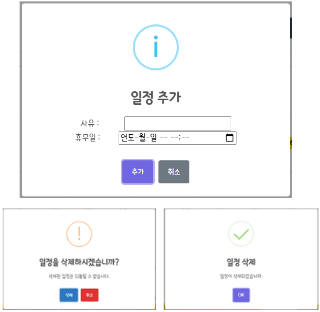 일정 추가
사유 :
휴무일 : 연도-월-일 -- --:--
추가 취소
일정을 삭제하시겠습니까?
삭제된 일정은 되돌릴 수 없습니다.
삭제 취소
일정 삭제
일정이 삭제되었습니다.
OK